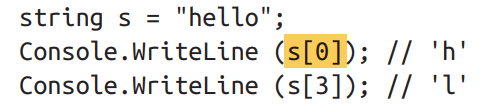 string s = "hello";
Console.WriteLine (s[0]); // 'h'
Console.WriteLine (s[3]); // 'l'